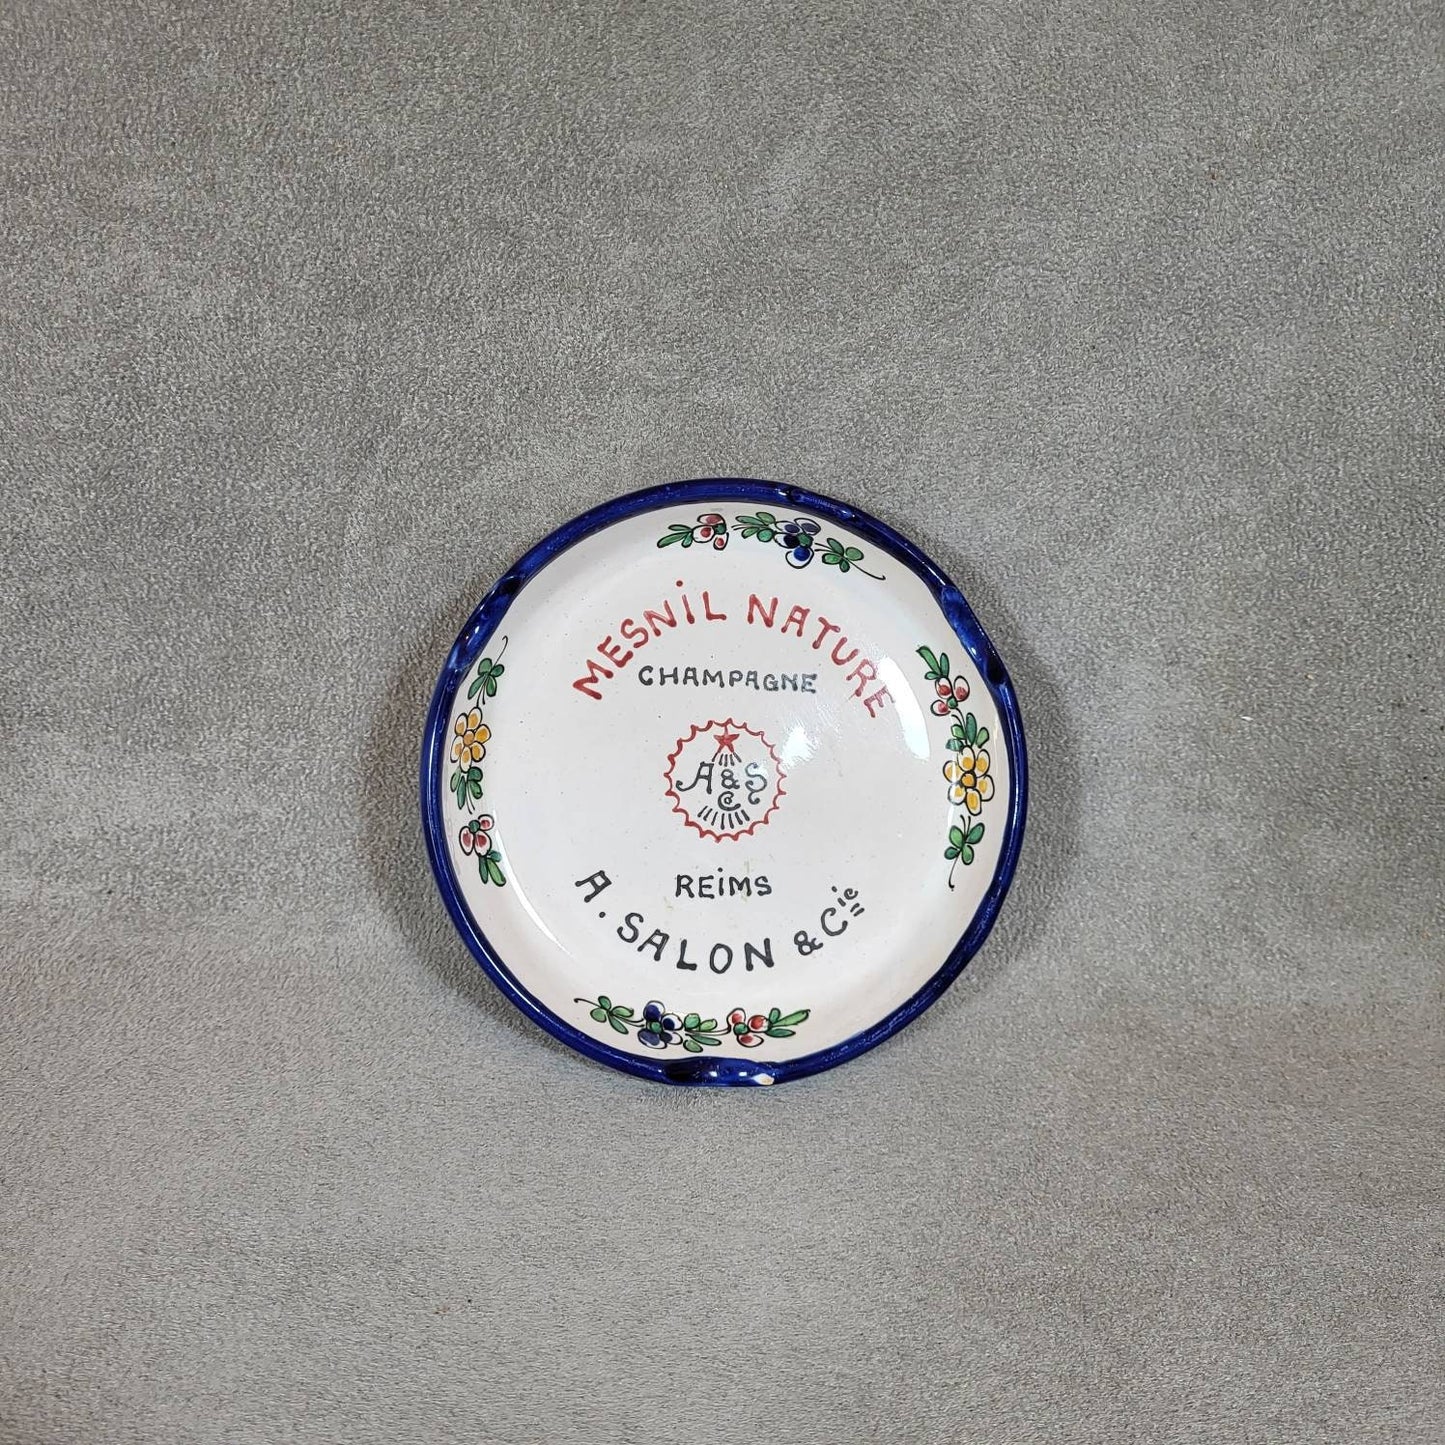 MESNiL NATURE
CHAMPAGNE
A & S
C
REiMS
A. SALON & Cie